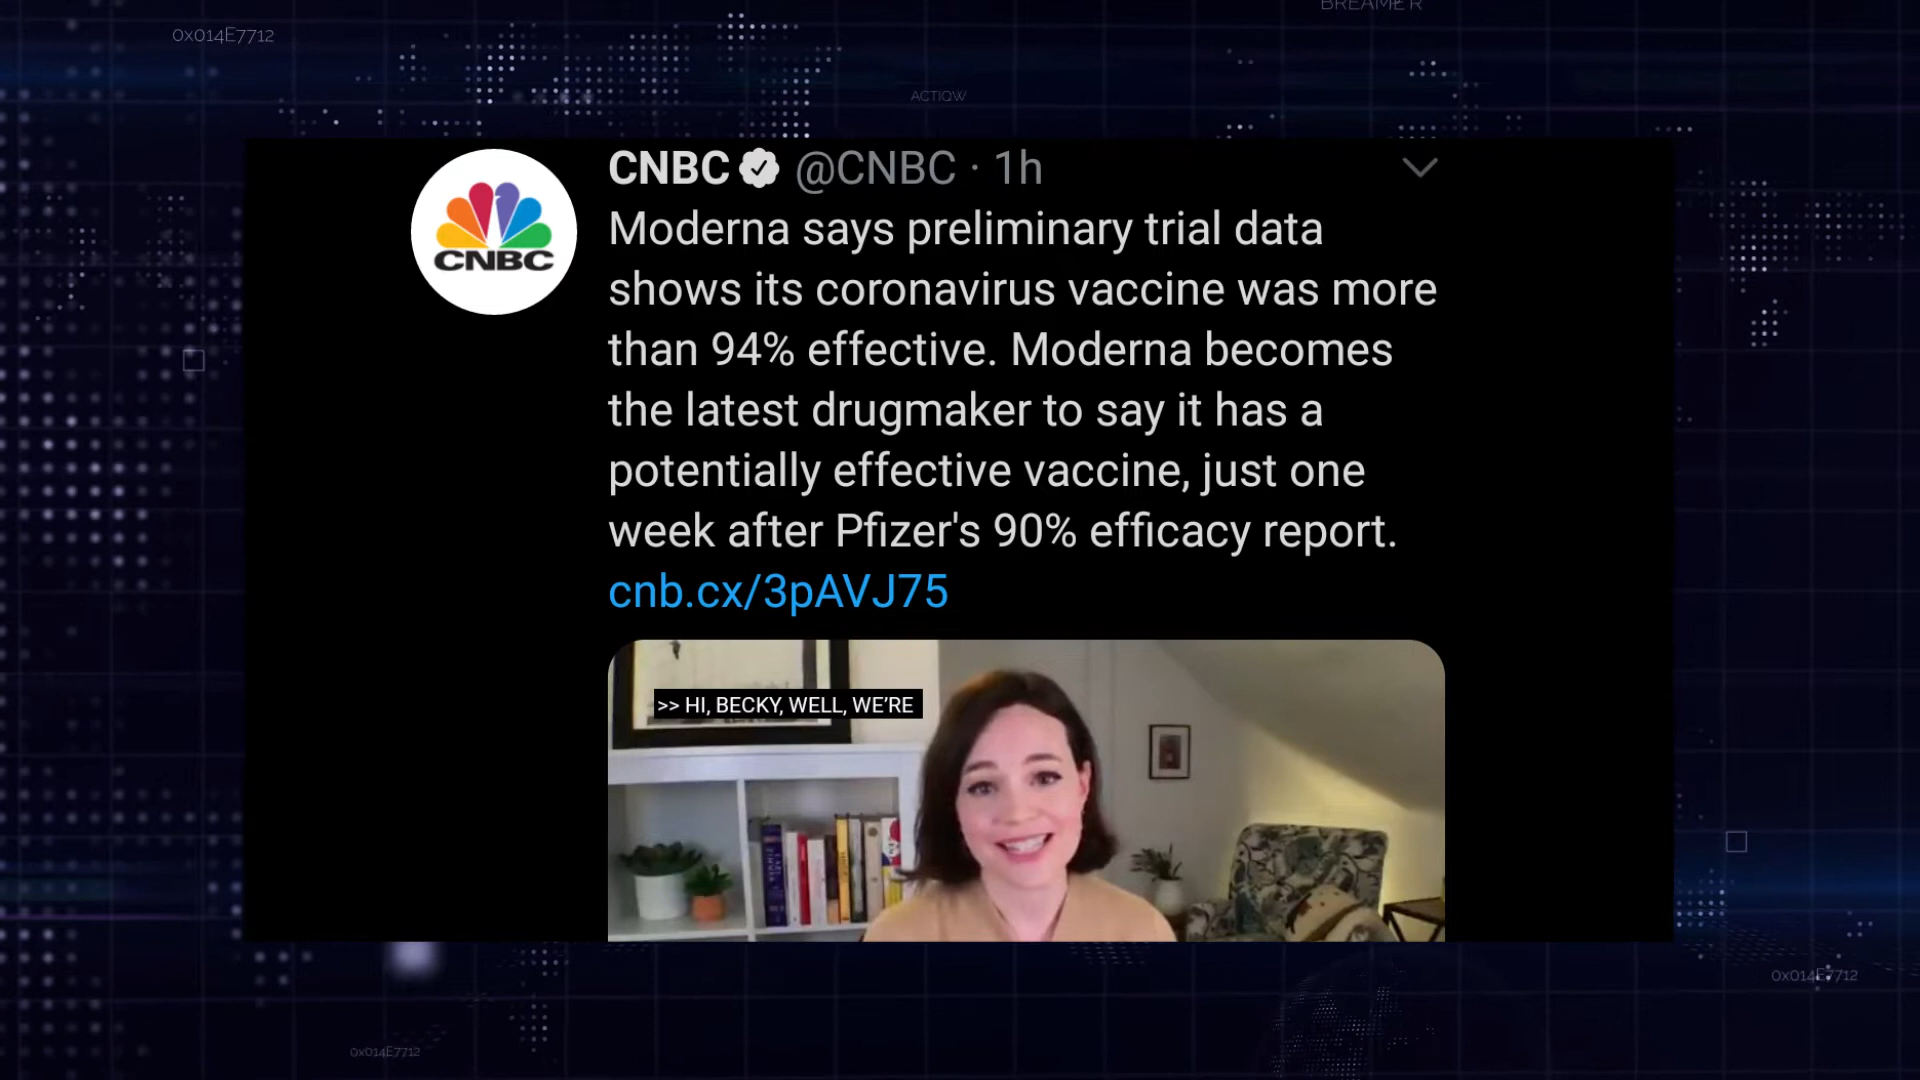 BREAMER
0x014E7712
ACTIQW
CNBC @CNBC · 1h
CNBC
Moderna says preliminary trial data
shows its coronavirus vaccine was more
than 94% effective. Moderna becomes
the latest drugmaker to say it has a
potentially effective vaccine, just one
week after Pfizer's 90% efficacy report.
cnb.cx/3pAVJ75
>> HI, BECKY, WELL, WE'RE
0x014E7712
0x014E7712